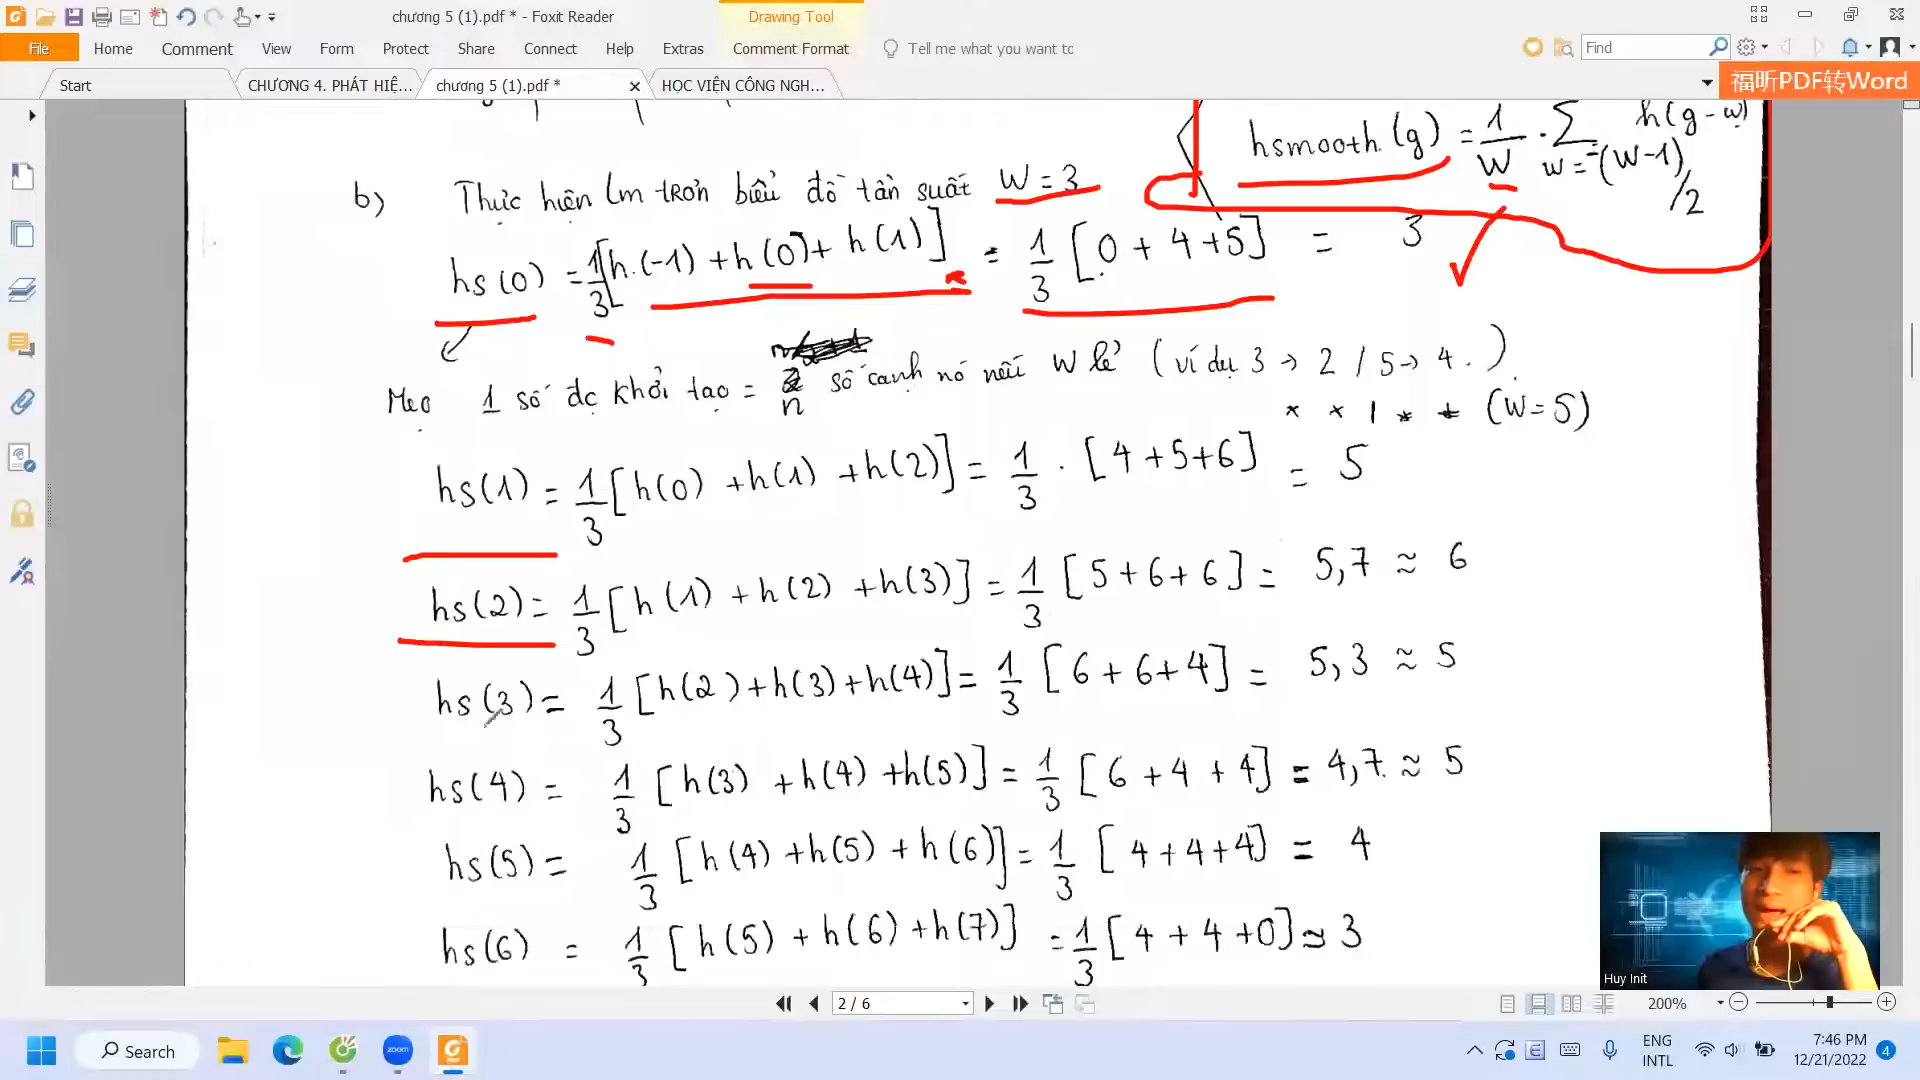 chương 5 (1).pdf * - Foxit Reader
Drawing Tool
File Home Comment View Form Protect Share Connect Help Extras Comment Format Tell me what you want to Find
Start CHƯƠNG 4. PHÁT HIỆ... chương 5 (1).pdf * HỌC VIỆN CÔNG NGH...
福昕PDF转Word
hsmooth (g) = 1/W . Σ h(g-w)
w = -(W-1)/2
b) Thực hiện lm trơn biểu đồ tần suất W = 3
hs(0) = 1/3 [h(-1) + h(0) + h(1)] = 1/3 [0 + 4 + 5] = 3
Mẹo 1 số đc khởi tạo = n số cạnh nó nếu W lẻ (ví dụ 3 → 2 / 5 → 4.)
* * 1 * * (W = 5)
hs(1) = 1/3 [h(0) + h(1) + h(2)] = 1/3 . [4 + 5 + 6] = 5
hs(2) = 1/3 [h(1) + h(2) + h(3)] = 1/3 [5 + 6 + 6] = 5,7 ≈ 6
hs(3) = 1/3 [h(2) + h(3) + h(4)] = 1/3 [6 + 6 + 4] = 5,3 ≈ 5
hs(4) = 1/3 [h(3) + h(4) + h(5)] = 1/3 [6 + 4 + 4] = 4,7 ≈ 5
hs(5) = 1/3 [h(4) + h(5) + h(6)] = 1/3 [4 + 4 + 4] = 4
hs(6) = 1/3 [h(5) + h(6) + h(7)] = 1/3 [4 + 4 + 0] ≈ 3
Huy Init
2 / 6
200%
Search
zoom
ENG
INTL
7:46 PM
12/21/2022
4